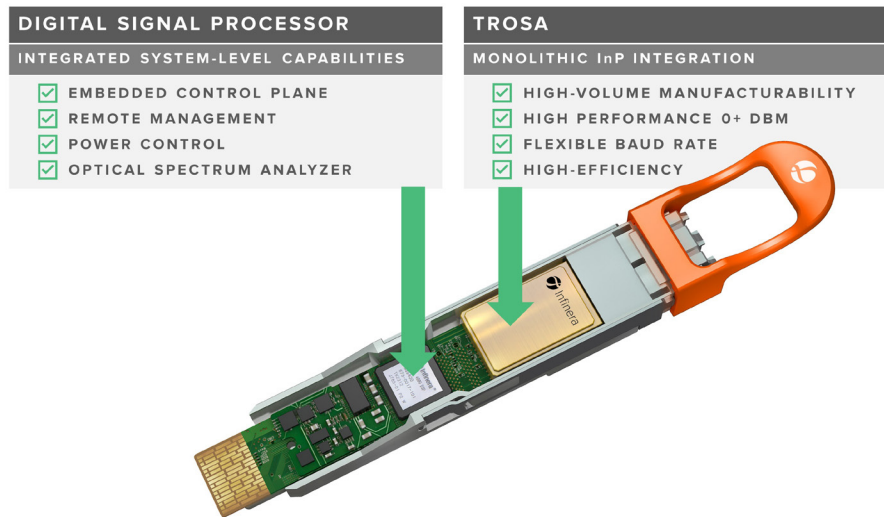 DIGITAL SIGNAL PROCESSOR
INTEGRATED SYSTEM-LEVEL CAPABILITIES
EMBEDDED CONTROL PLANE
REMOTE MANAGEMENT
POWER CONTROL
OPTICAL SPECTRUM ANALYZER
TROSA
MONOLITHIC InP INTEGRATION
HIGH-VOLUME MANUFACTURABILITY
HIGH PERFORMANCE 0+ DBM
FLEXIBLE BAUD RATE
HIGH-EFFICIENCY
Infinera
Infinera